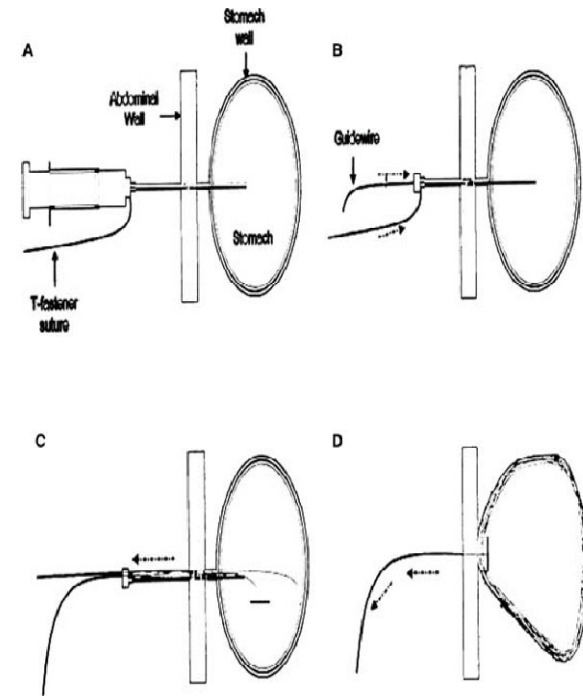 A
Stomach
wall
Abdominal
Wall
Stomach
T-fastener
suture
B
Guidewire
C
D